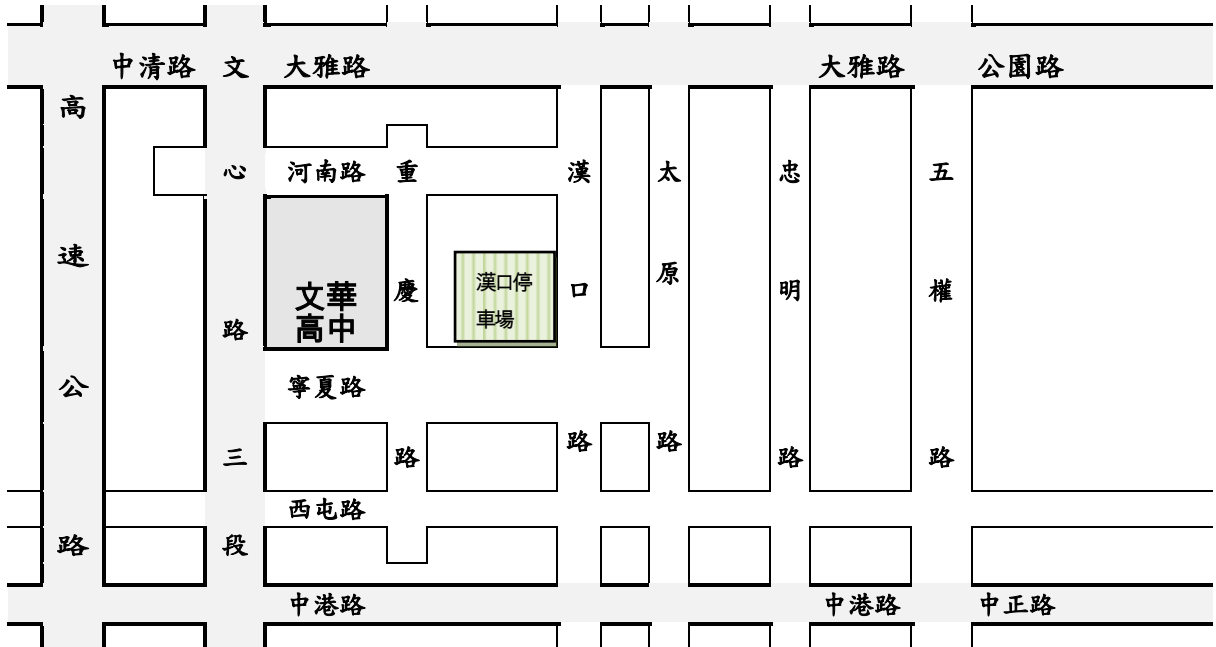 中清路
大雅路
大雅路
公園路
高速公路
文心路三段
河南路
重慶路
漢口路
太原路
忠明路
五權路
文華
高中
漢口停
車場
寧夏路
西屯路
中港路
中港路
中正路